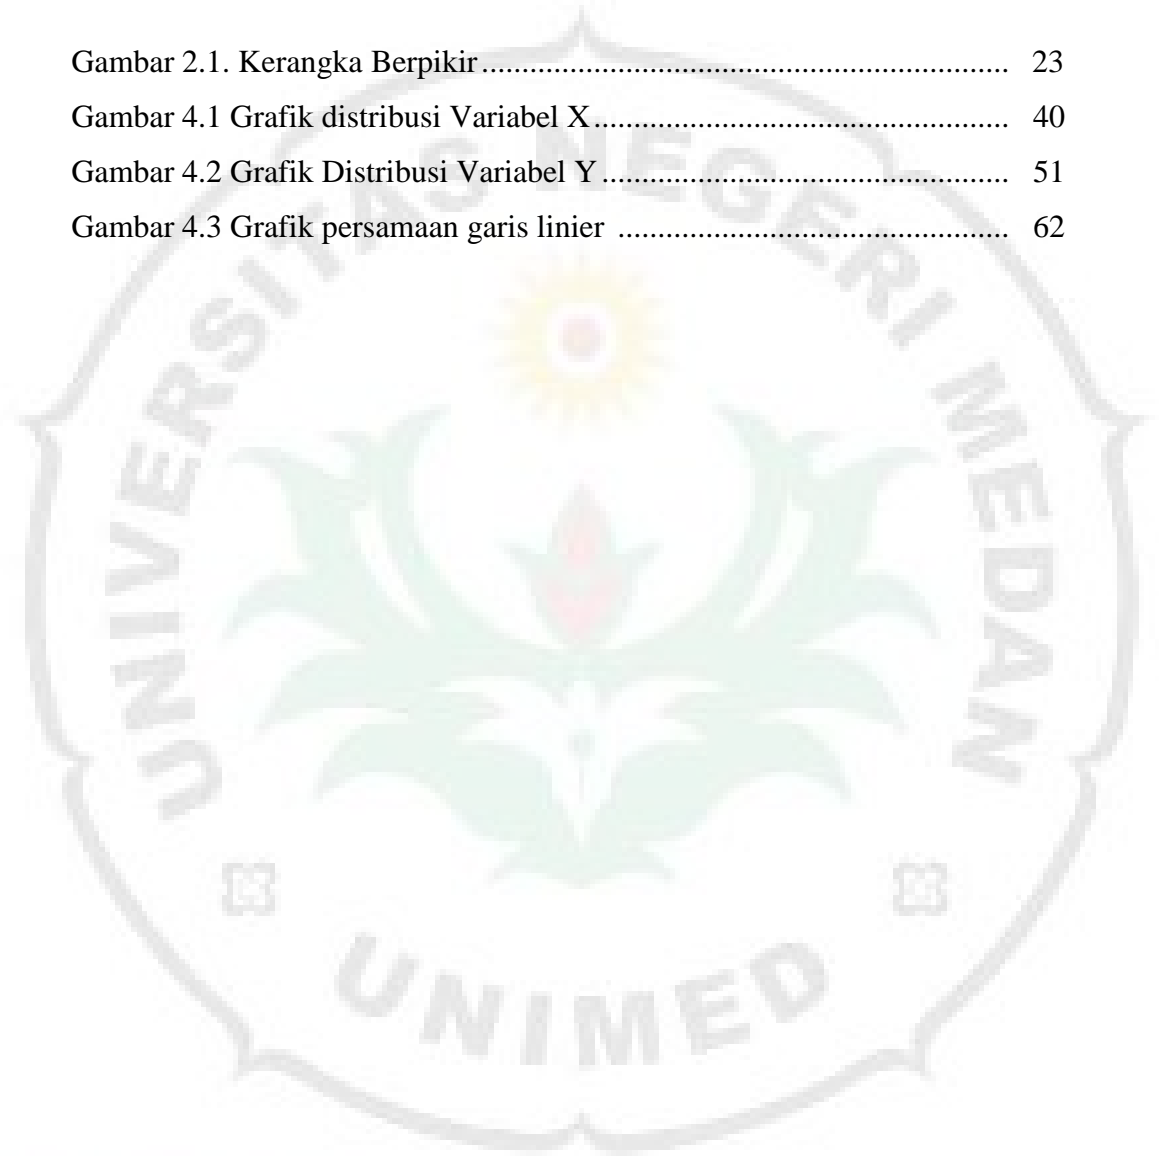 Gambar 2.1. Kerangka Berpikir.................................................................. 23
Gambar 4.1 Grafik distribusi Variabel X.................................................... 40
Gambar 4.2 Grafik Distribusi Variabel Y................................................... 51
Gambar 4.3 Grafik persamaan garis linier ................................................. 62
UNIVERSITAS NEGERI MEDAN
UNIMED